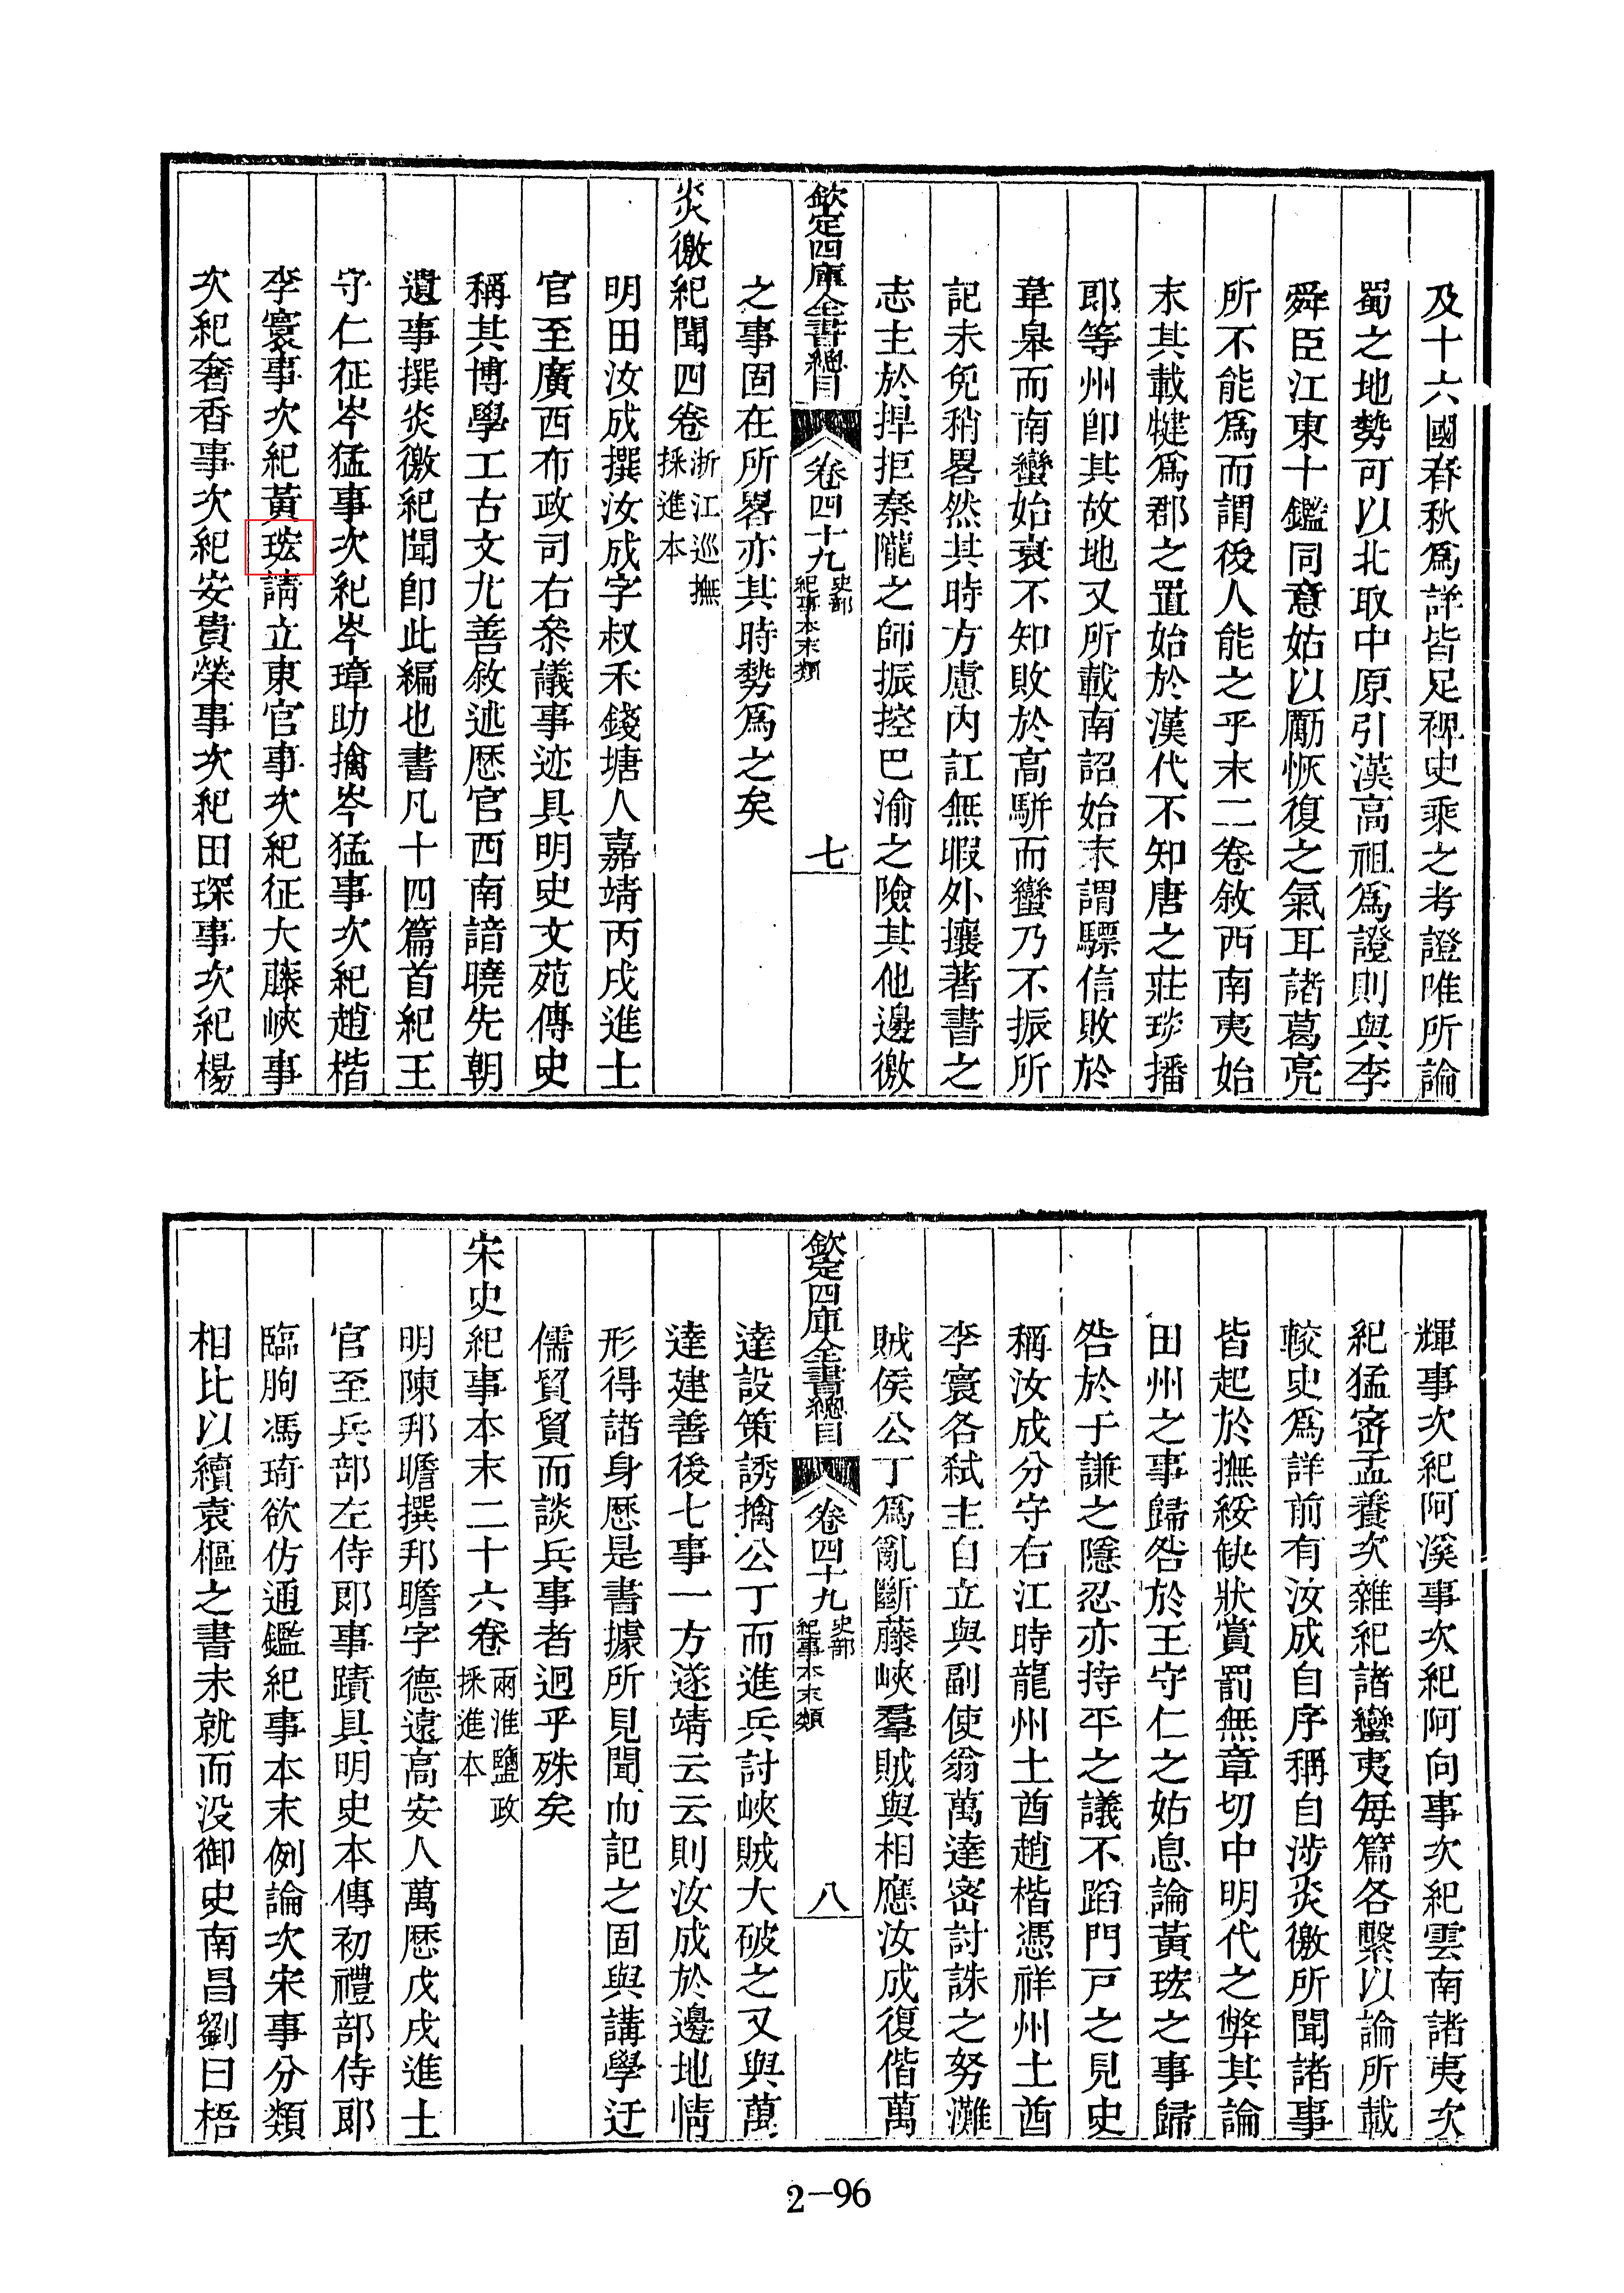 及十六國春秋爲詳皆足裨史乘之考證唯所論
蜀之地勢可以北取中原引漢高祖爲證則與李
舜臣江東十鑑同意姑以勵恢復之氣耳諸葛亮
所不能爲而謂後人能之乎末二卷敘西南夷始
末其載犍爲郡之置始於漢代不知唐之莊琰播
郎等州卽其故地又所載南詔始末謂驃信敗於
韋臯而南蠻始衰不知敗於高駢而蠻乃不振所
記未免稍畧然其時方慮内訌無暇外攘著書之
志主於捍拒秦隴之師振控巴渝之險其他邊徼
欽定四庫全書總目 卷四十九 史部 紀事本末類 七
之事固在所畧亦其時勢爲之矣
炎徼紀聞四卷 浙江巡撫採進本
明田汝成撰汝成字叔禾錢塘人嘉靖丙戌進士
官至廣西布政司右叅議事迹具明史文苑傳史
稱其博學工古文尤善敘述歷官西南諳曉先朝
遺事撰炎徼紀聞卽此編也書凡十四篇首紀王
守仁征岑猛事次紀岑璋助擒岑猛事次紀趙楷
李寰事次紀黃㺬請立東宫事次紀征大藤峽事
次紀奢香事次紀安貴榮事次紀田琛事次紀楊
輝事次紀阿溪事次紀阿向事次紀雲南諸夷次
紀猛密孟養次雜紀諸蠻夷每篇各繫以論所載
較史爲詳前有汝成自序稱自涉炎徼所聞諸事
皆起於撫綏缺狀賞罰無章切中明代之弊其論
田州之事歸咎於王守仁之姑息論黃㺬之事歸
咎於于謙之隱忍亦持平之議不蹈門戸之見史
稱汝成分守右江時龍州土酋趙楷憑祥州土酋
李寰各弒主自立與副使翁萬達密討誅之努灘
賊侯公丁爲亂斷藤峽羣賊與相應汝成復偕萬
欽定四庫全書總目 卷四十九 史部 紀事本末類 八
達設策誘擒公丁而進兵討峽賊大破之又與萬
達建善後七事一方遂靖云云則汝成於邊地情
形得諸身歷是書據所見聞而記之固與講學迂
儒貿貿而談兵事者迥乎殊矣
宋史紀事本末二十六卷 兩淮鹽政採進本
明陳邦瞻撰邦瞻字德遠高安人萬歷戊戌進士
官至兵部左侍郎事蹟具明史本傳初禮部侍郎
臨朐馮琦欲仿通鑑紀事本末例論次宋事分類
相比以續袁樞之書未就而没御史南昌劉曰梧
2-96